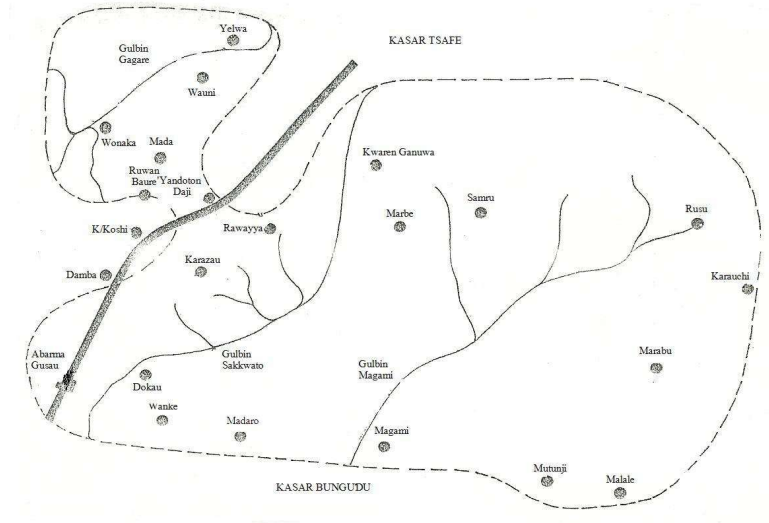 Yelwa
KASAR TSAFE
Gulbin
Gagare
Wauni
Wonaka
Mada
Kwaren Ganuwa
Ruwan
Baure
'Yandoton
Daji
Samru
Marbe
Rusu
K/Koshi
Rawayya
Karazau
Damba
Karauchi
Abarma
Gusau
Gulbin
Sakkwato
Gulbin
Magami
Marabu
Dokau
Wanke
Madaro
Magami
Mutunji
Malale
KASAR BUNGUDU